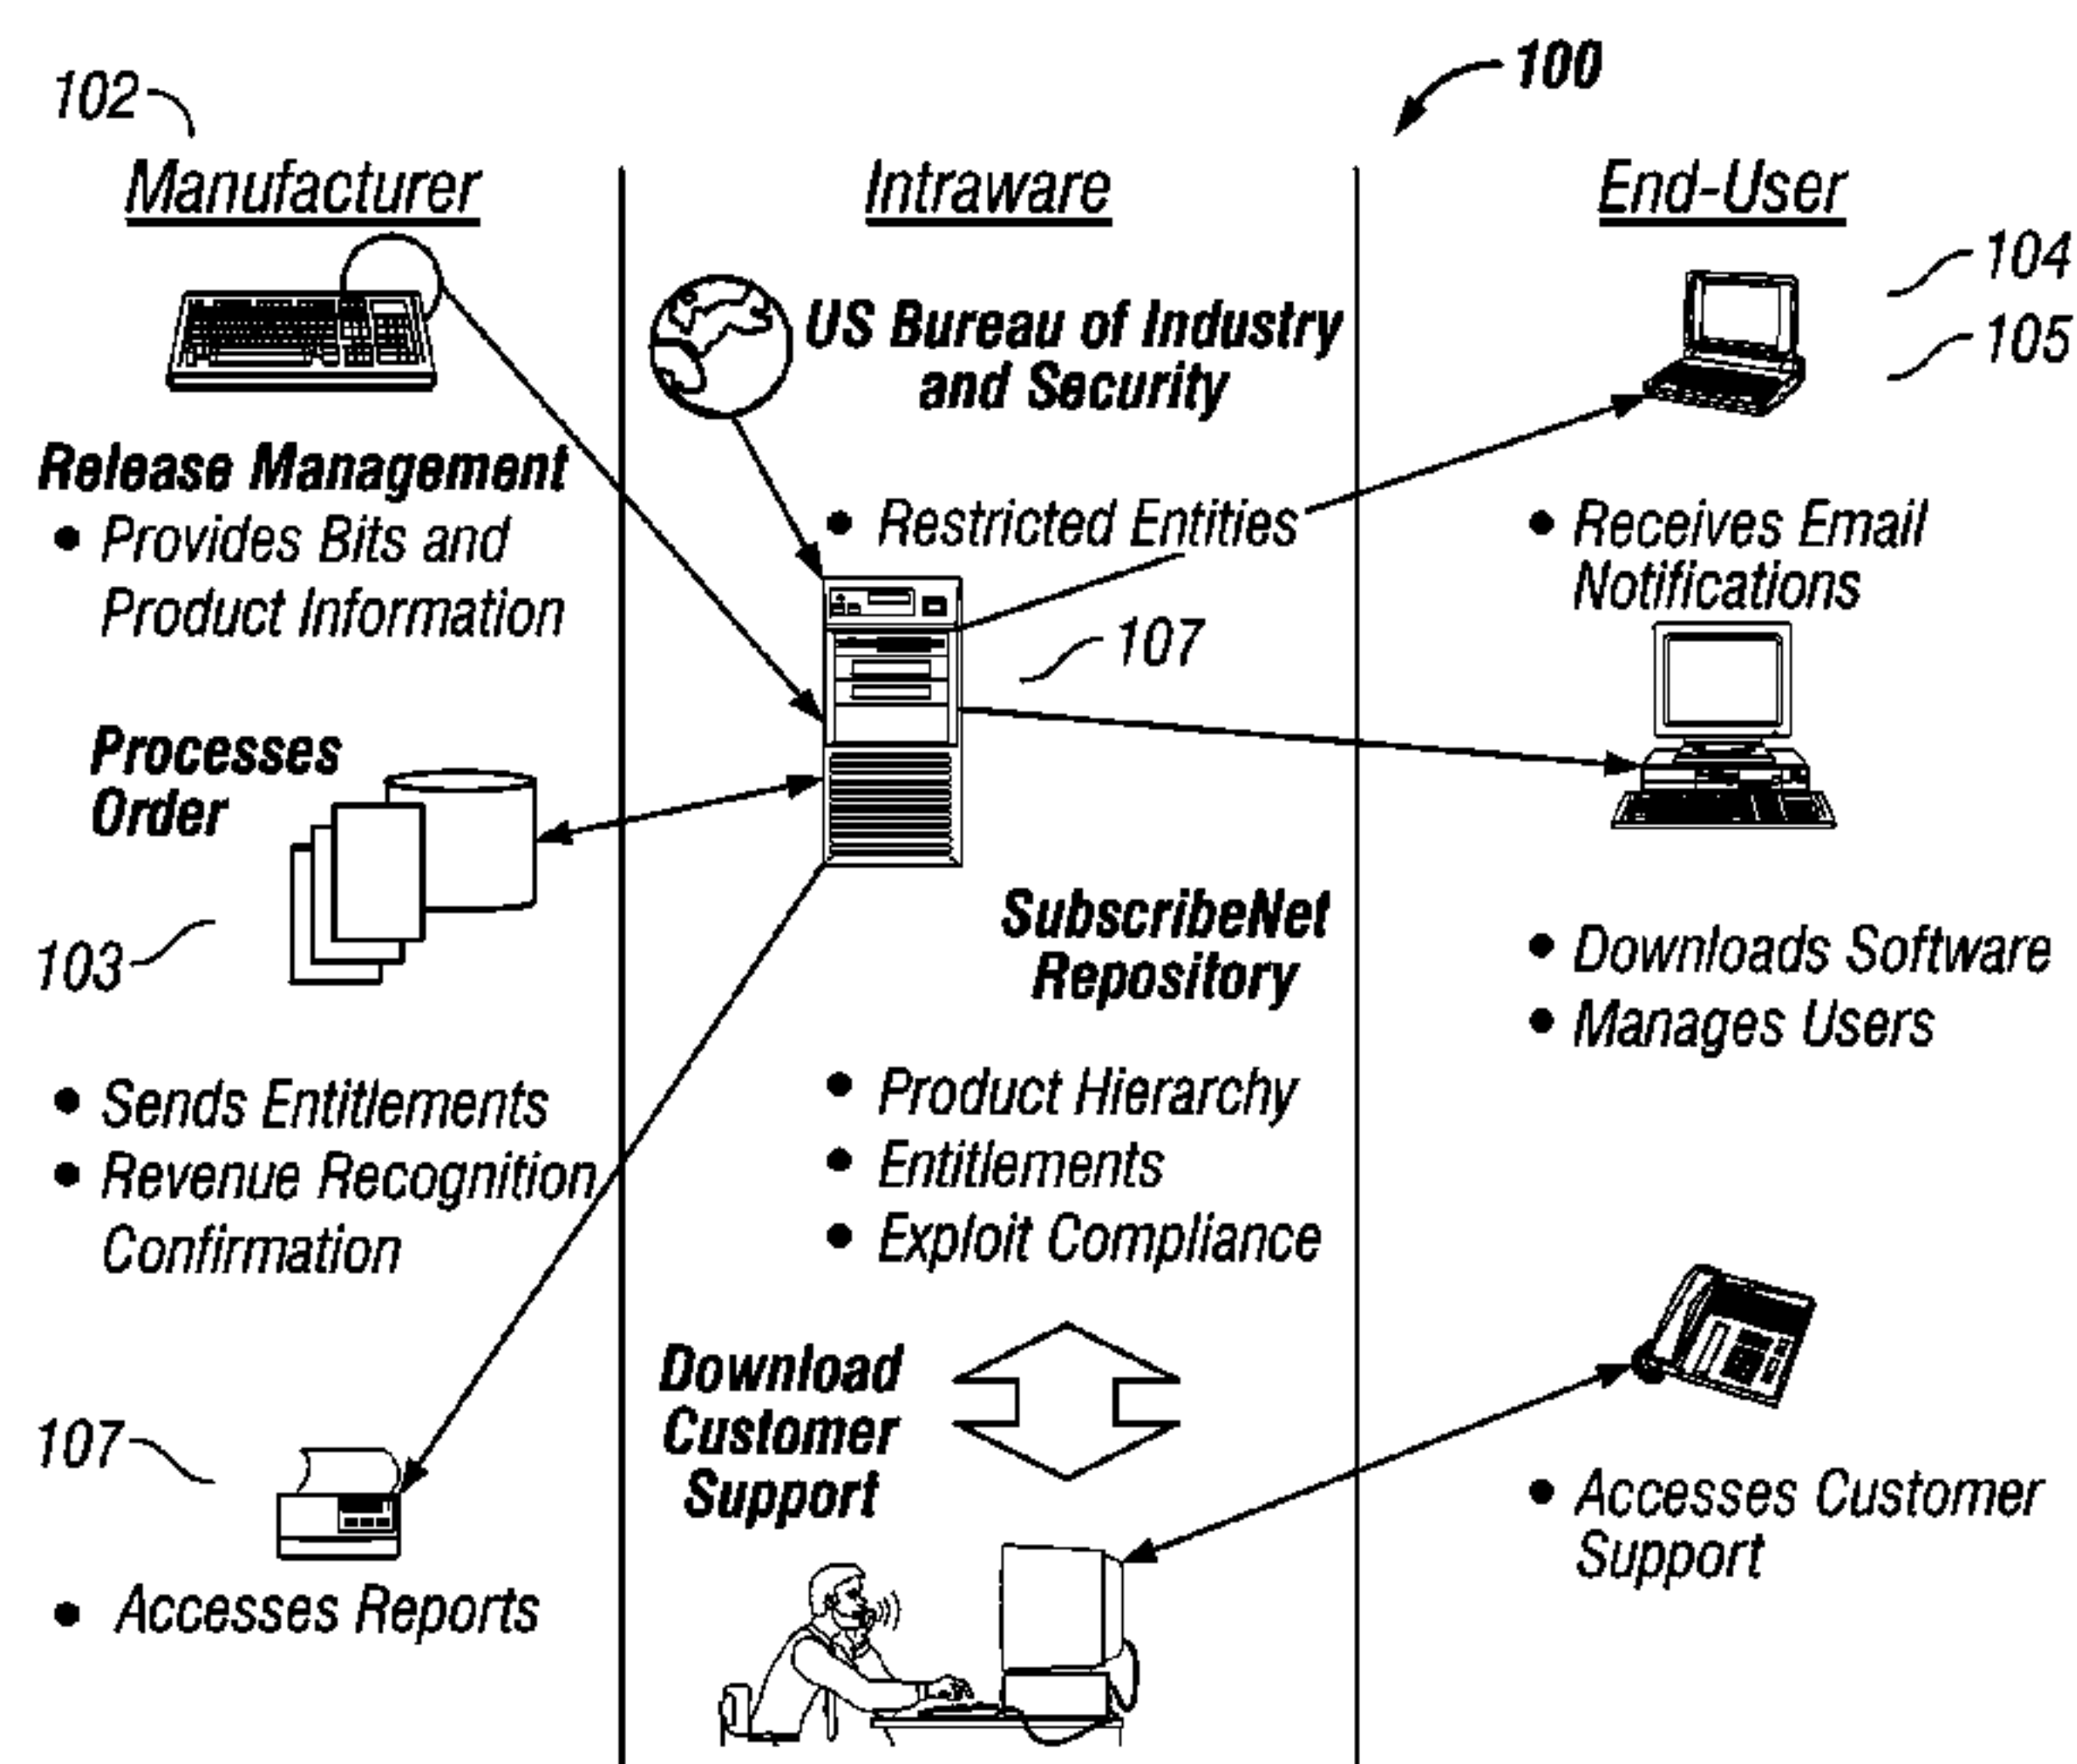 100
102
Manufacturer
Release Management
• Provides Bits and
Product Information
Processes
Order
103
• Sends Entitlements
• Revenue Recognition
Confirmation
107
• Accesses Reports
Intraware
US Bureau of Industry
and Security
• Restricted Entities
107
SubscribeNet
Repository
• Product Hierarchy
• Entitlements
• Exploit Compliance
Download
Customer
Support
End-User
104
105
• Receives Email
Notifications
• Downloads Software
• Manages Users
• Accesses Customer
Support